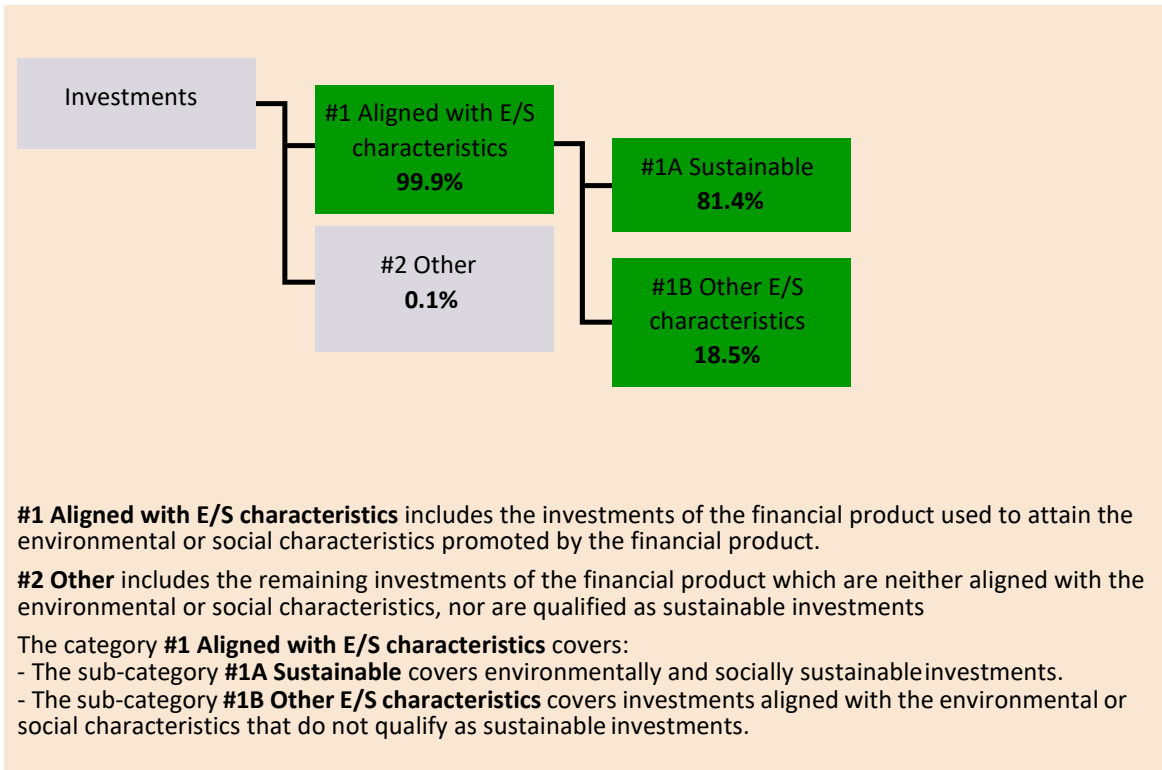 Investments
#1 Aligned with E/S
characteristics
99.9%
#2 Other
0.1%
#1A Sustainable
81.4%
#1B Other E/S
characteristics
18.5%
#1 Aligned with E/S characteristics includes the investments of the financial product used to attain the
environmental or social characteristics promoted by the financial product.
#2 Other includes the remaining investments of the financial product which are neither aligned with the
environmental or social characteristics, nor are qualified as sustainable investments
The category #1 Aligned with E/S characteristics covers:
- The sub-category #1A Sustainable covers environmentally and socially sustainable investments.
- The sub-category #1B Other E/S characteristics covers investments aligned with the environmental or
social characteristics that do not qualify as sustainable investments.